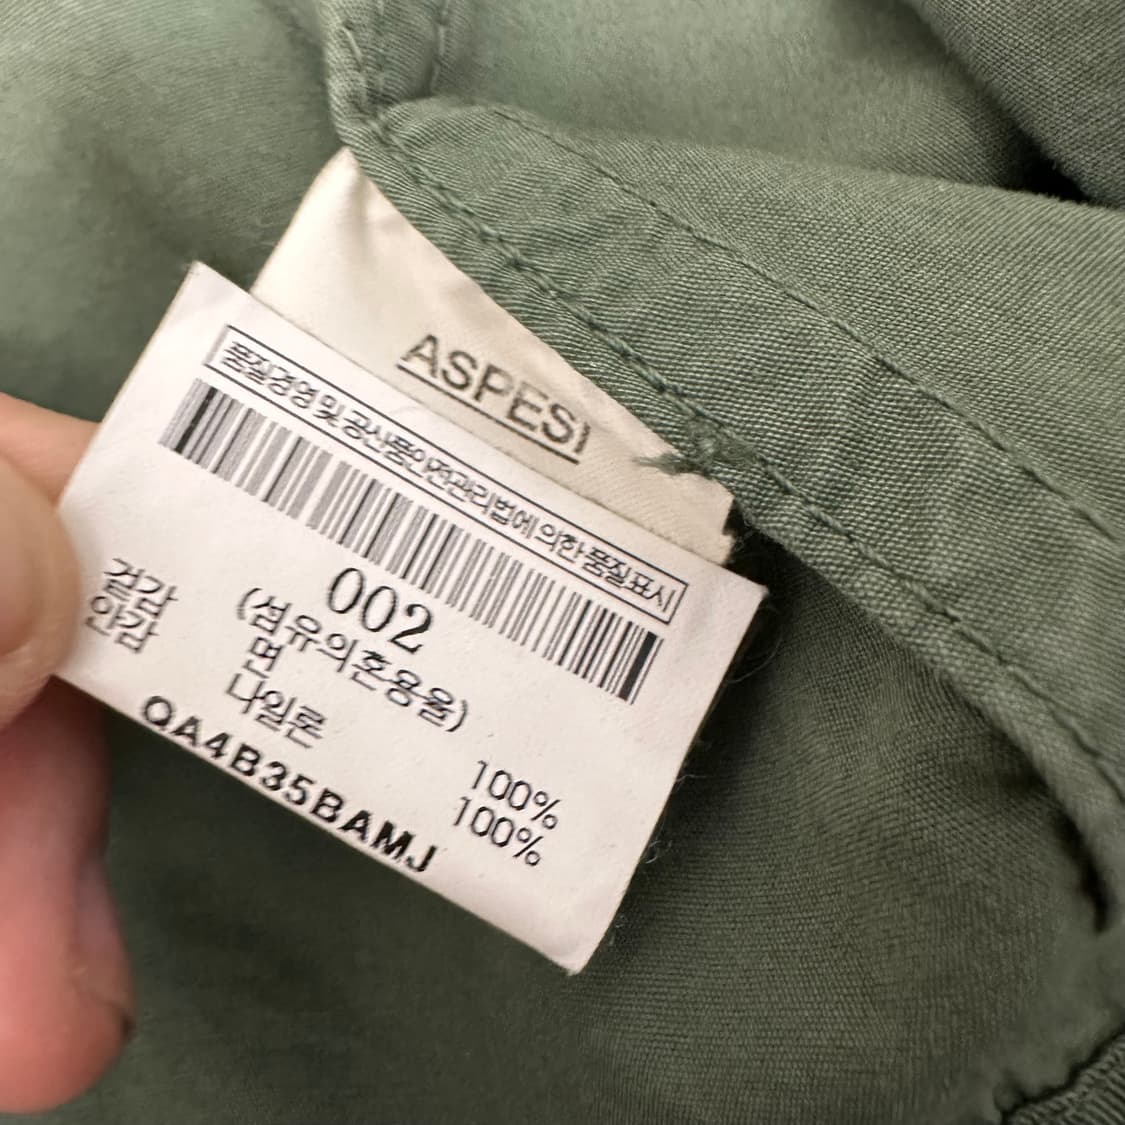 ASPESI
품질경영 및 공산품안전관리법에 의한 품질표시
002
(섬유의혼용율)
겉감 면 100%
안감 나일론 100%
QA4B35BAMJ